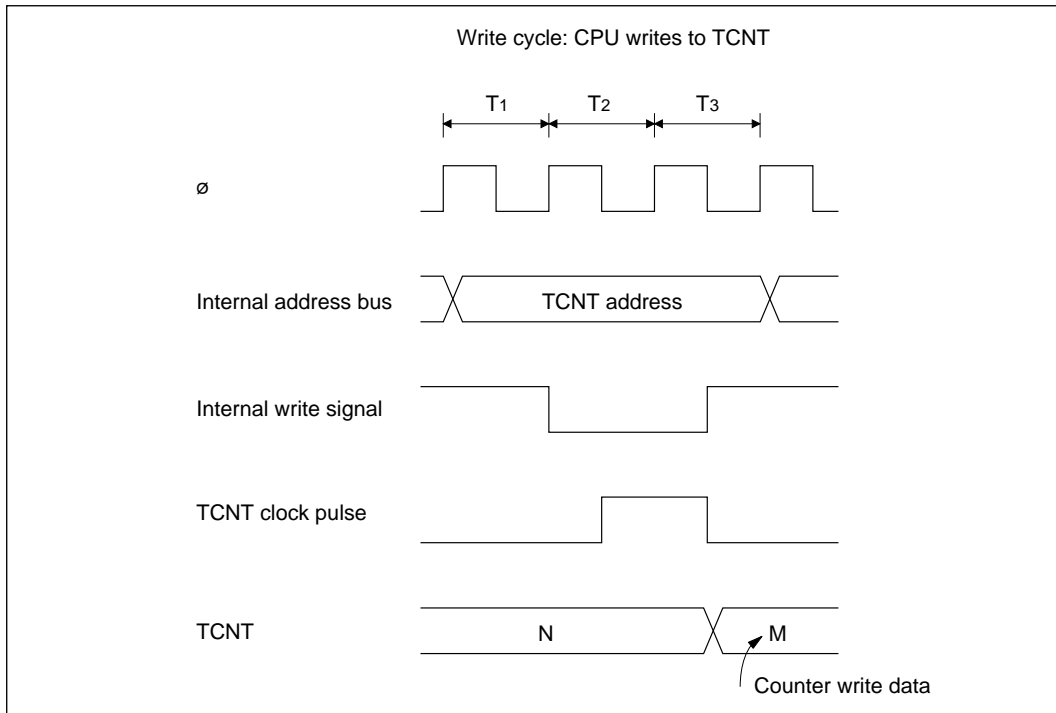 Write cycle: CPU writes to TCNT
T1 T2 T3
ø
Internal address bus
TCNT address
Internal write signal
TCNT clock pulse
TCNT
N
M
Counter write data